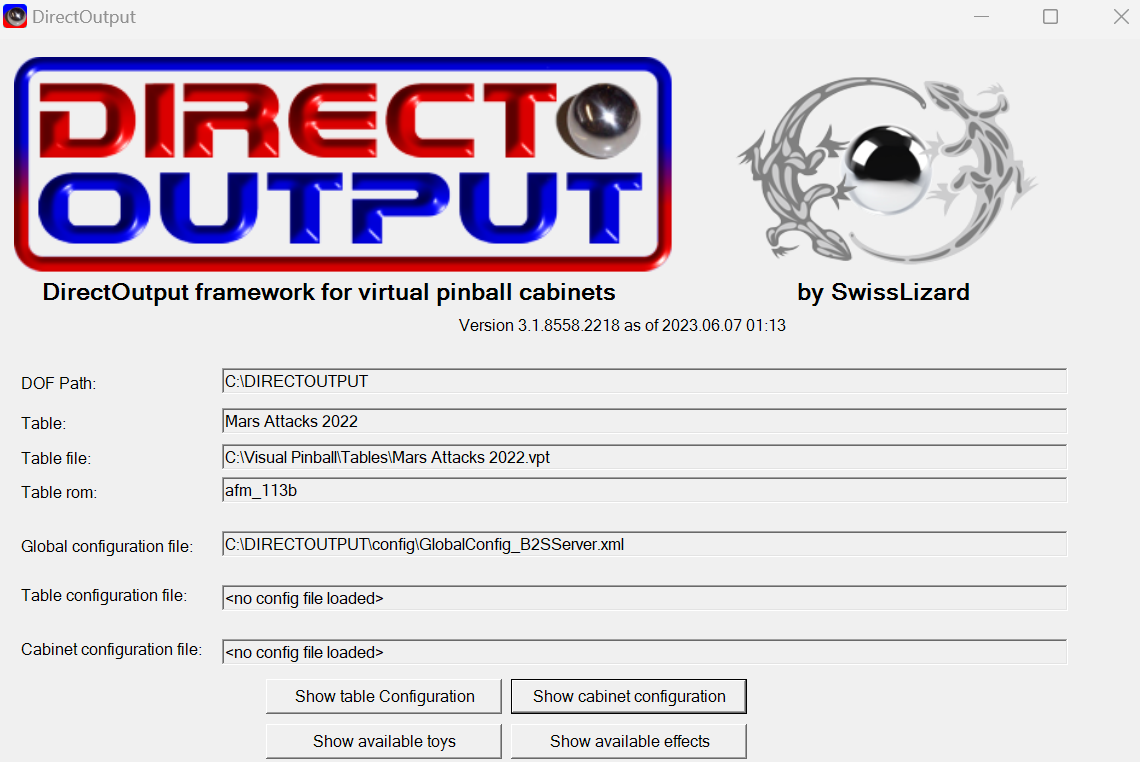 DirectOutput
DIRECT
OUTPUT
DirectOutput framework for virtual pinball cabinets
by SwissLizard
Version 3.1.8558.2218 as of 2023.06.07 01:13
DOF Path: C:\DIRECTOUTPUT
Table: Mars Attacks 2022
Table file: C:\Visual Pinball\Tables\Mars Attacks 2022.vpt
Table rom: afm_113b
Global configuration file: C:\DIRECTOUTPUT\config\GlobalConfig_B2SServer.xml
Table configuration file: <no config file loaded>
Cabinet configuration file: <no config file loaded>
Show table Configuration Show cabinet configuration
Show available toys Show available effects